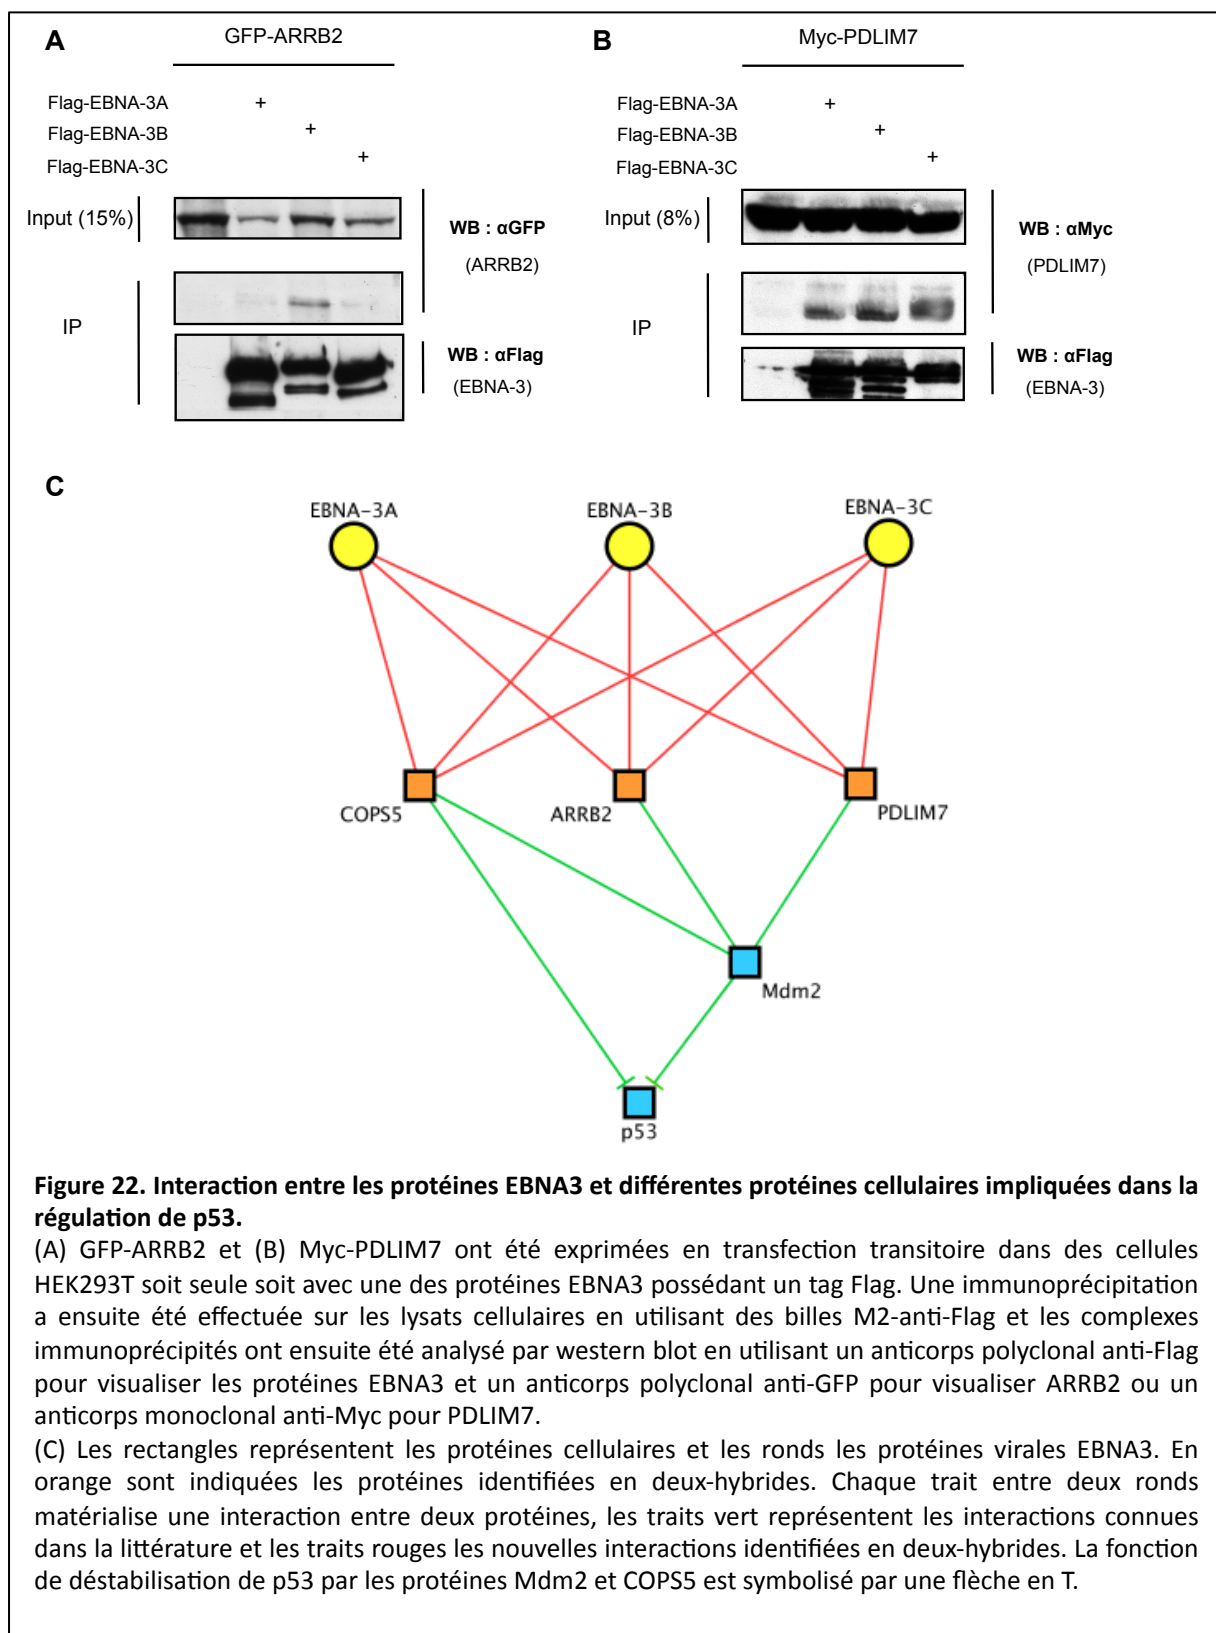 A
GFP-ARRB2
Flag-EBNA-3A +
Flag-EBNA-3B +
Flag-EBNA-3C +
Input (15%)
WB : αGFP
(ARRB2)
IP
WB : αFlag
(EBNA-3)
B
Myc-PDLIM7
Flag-EBNA-3A +
Flag-EBNA-3B +
Flag-EBNA-3C +
Input (8%)
WB : αMyc
(PDLIM7)
IP
WB : αFlag
(EBNA-3)
C
EBNA-3A
EBNA-3B
EBNA-3C
COPS5
ARRB2
PDLIM7
Mdm2
p53
Figure 22. Interaction entre les protéines EBNA3 et différentes protéines cellulaires impliquées dans la
régulation de p53.
(A) GFP-ARRB2 et (B) Myc-PDLIM7 ont été exprimées en transfection transitoire dans des cellules
HEK293T soit seule soit avec une des protéines EBNA3 possédant un tag Flag. Une immunoprécipitation
a ensuite été effectuée sur les lysats cellulaires en utilisant des billes M2-anti-Flag et les complexes
immunoprécipités ont ensuite été analysé par western blot en utilisant un anticorps polyclonal anti-Flag
pour visualiser les protéines EBNA3 et un anticorps polyclonal anti-GFP pour visualiser ARRB2 ou un
anticorps monoclonal anti-Myc pour PDLIM7.
(C) Les rectangles représentent les protéines cellulaires et les ronds les protéines virales EBNA3. En
orange sont indiquées les protéines identifiées en deux-hybrides. Chaque trait entre deux ronds
matérialise une interaction entre deux protéines, les traits vert représentent les interactions connues
dans la littérature et les traits rouges les nouvelles interactions identifiées en deux-hybrides. La fonction
de déstabilisation de p53 par les protéines Mdm2 et COPS5 est symbolisé par une flèche en T.